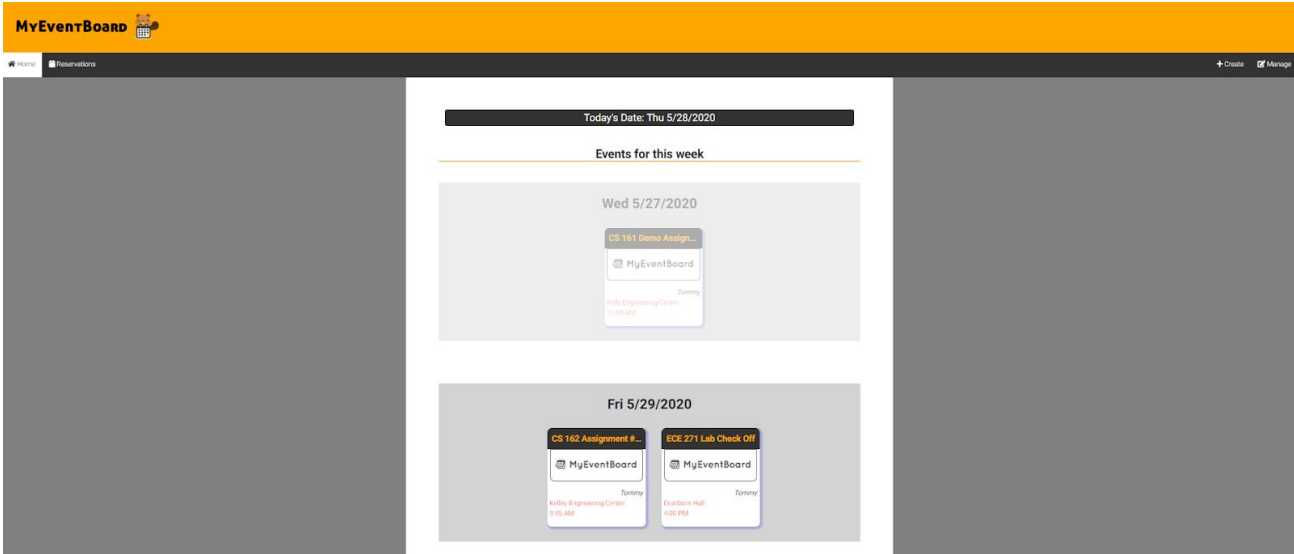 MyEventBoard
Home Reservations
Create Manage
Today's Date: Thu 5/28/2020
Events for this week
Wed 5/27/2020
CS 161 Demo Assign...
MyEventBoard
Tommy
Kelly Engineering Center
11:00 AM
Fri 5/29/2020
CS 162 Assignment #...
MyEventBoard
Tommy
Kelley Engineering Center
9:45 AM
ECE 271 Lab Check Off
MyEventBoard
Tommy
Dearborn Hall
4:00 PM